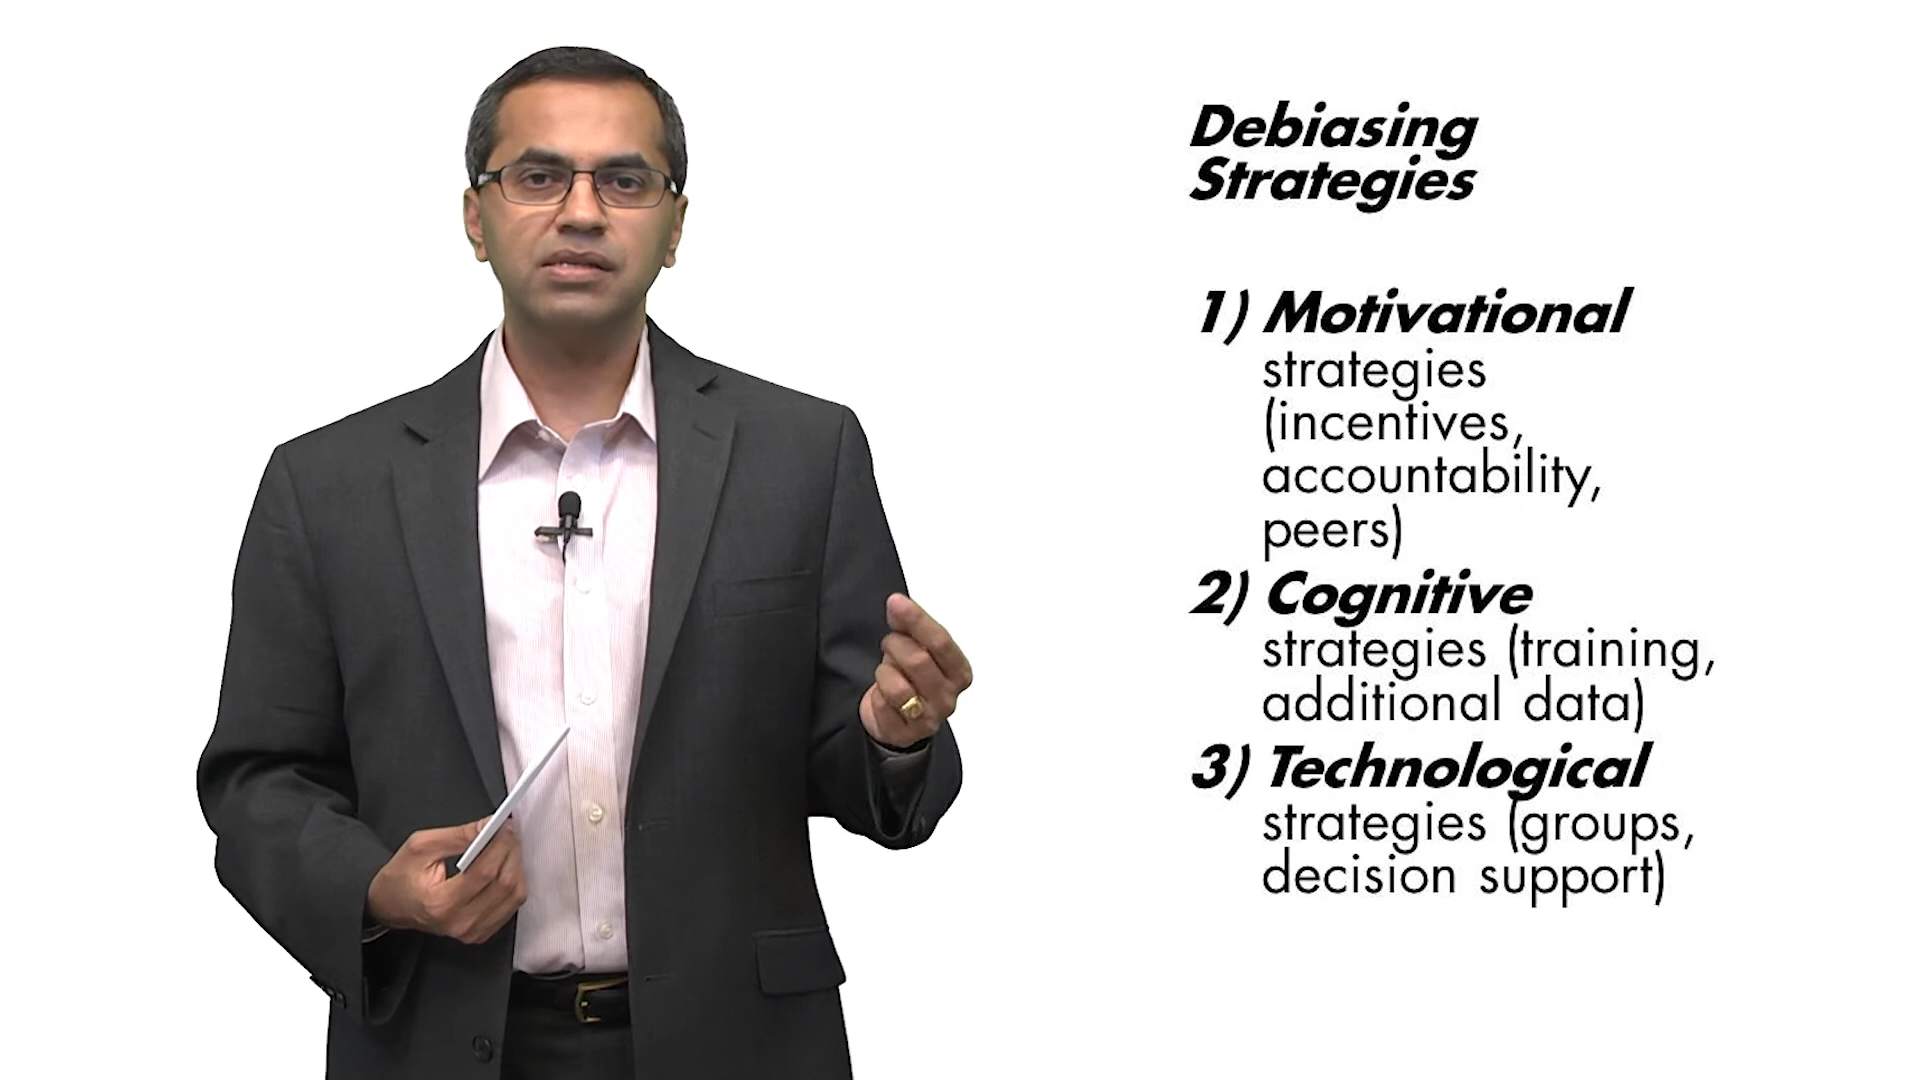 Debiasing
Strategies
1) Motivational
strategies
(incentives,
accountability,
peers)
2) Cognitive
strategies (training,
additional data)
3) Technological
strategies (groups,
decision support)